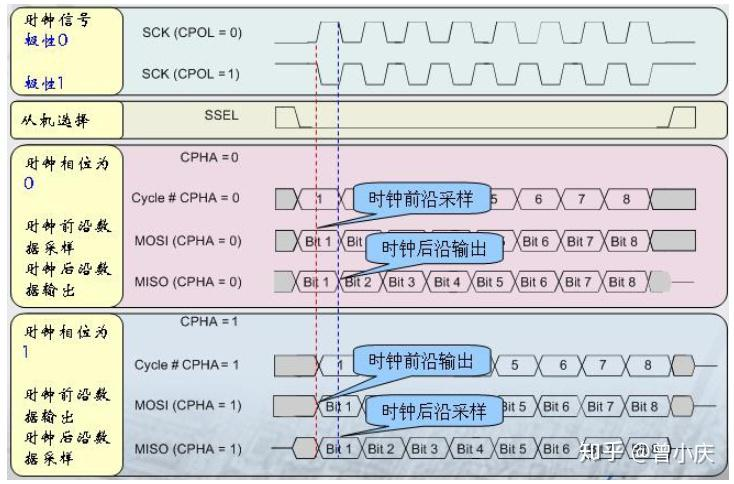 时钟信号
极性0
SCK (CPOL = 0)
极性1
SCK (CPOL = 1)
从机选择
SSEL
时钟相位为
0
时钟前沿数
据采样
时钟后沿数
据输出
CPHA = 0
Cycle # CPHA = 0
1
时钟前沿采样
5 6 7 8
MOSI (CPHA = 0)
Bit 1 Bit
Bit 6 Bit 7 Bit 8
时钟后沿输出
MISO (CPHA = 0)
Bit 1 Bit 2 Bit 3 Bit 4 Bit 5 Bit 6 Bit 7 Bit 8
时钟相位为
1
时钟前沿数
据输出
时钟后沿数
据采样
CPHA = 1
Cycle # CPHA = 1
1
时钟前沿输出
5 6 7 8
MOSI (CPHA = 1)
Bit 1
Bit 5 Bit 6 Bit 7 Bit 8
时钟后沿采样
MISO (CPHA = 1)
Bit 1 Bit 2 Bit 3 Bit 4 Bit 5 Bit 6
知乎 @曾小庆